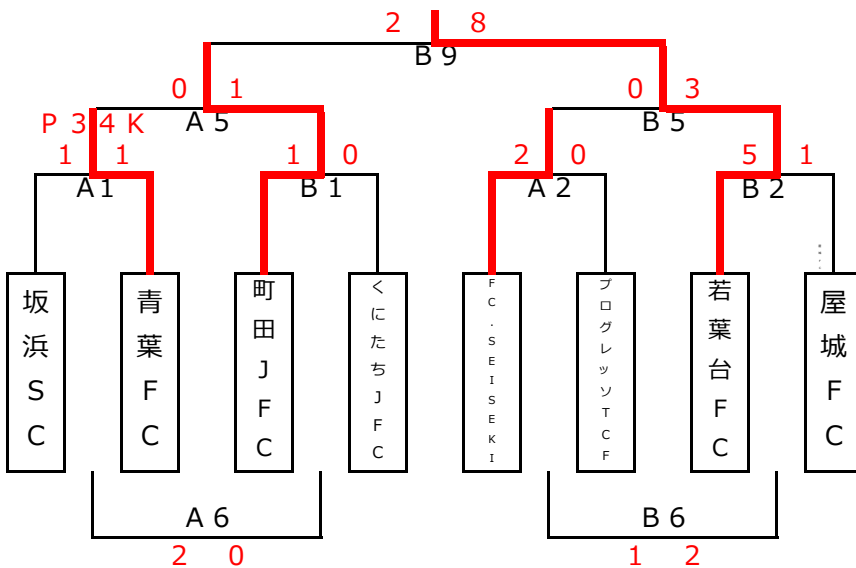 2 8
B9
0 1
0 3
P34K
A5
B5
1 1
1 0
2 0
5 1
A1
B1
A2
B2
坂浜SC
青葉FC
町田JFC
くにたちJFC
FC.SEISEKI
プログレッソTCF
若葉台FC
屋城FC
A6
B6
2 0
1 2